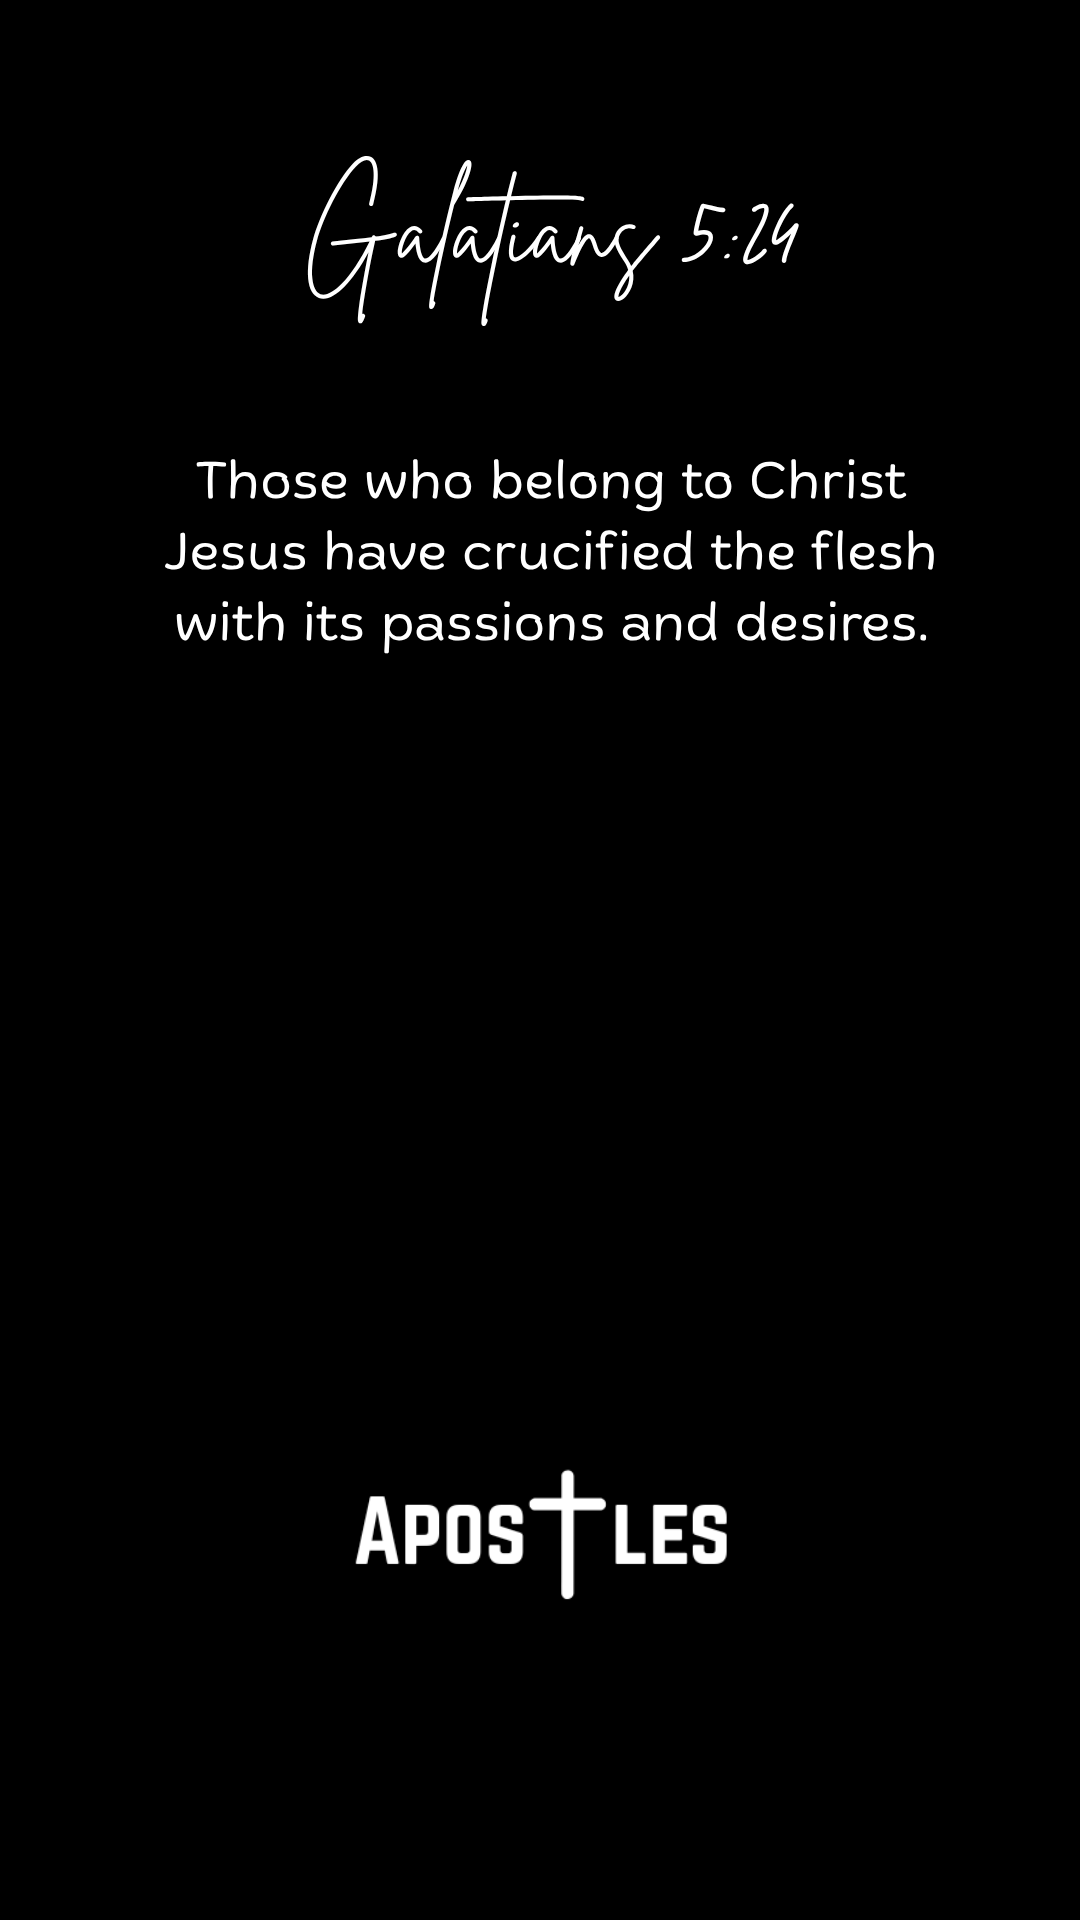 Galatians 5:24
Those who belong to Christ
Jesus have crucified the flesh
with its passions and desires.
APOSTLES